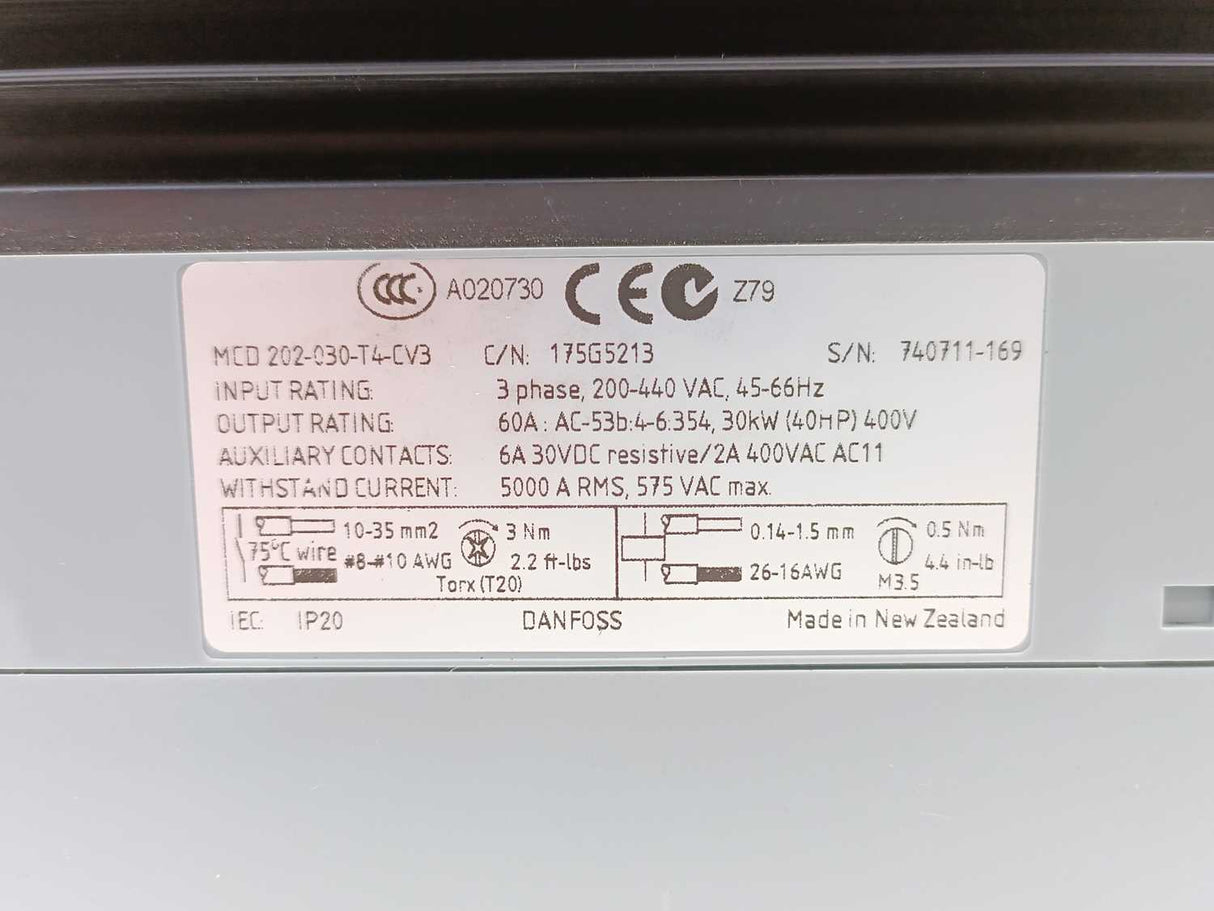 CCC A020730 CE Z79
MCD 202-030-T4-CV3 C/N: 175G5213 S/N: 740711-169
INPUT RATING: 3 phase, 200-440 VAC, 45-66Hz
OUTPUT RATING: 60A : AC-53b:4-6:354, 30kW (40HP) 400V
AUXILIARY CONTACTS: 6A 30VDC resistive/2A 400VAC AC11
WITHSTAND CURRENT: 5000 A RMS, 575 VAC max.
10-35 mm2 3 Nm 0.14-1.5 mm 0.5 Nm
75°C wire #8-#10 AWG 2.2 ft-lbs 26-16AWG 4.4 in-lb
Torx (T20) M3.5
IEC: IP20 DANFOSS Made in New Zealand